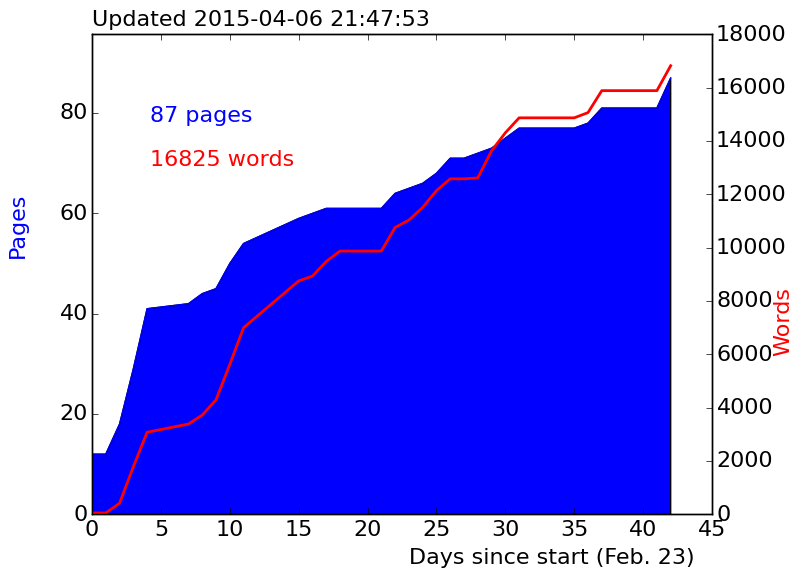 Updated 2015-04-06 21:47:53
87 pages
16825 words
Pages
0
20
40
60
80
Words
0
2000
4000
6000
8000
10000
12000
14000
16000
18000
0 5 10 15 20 25 30 35 40 45
Days since start (Feb. 23)